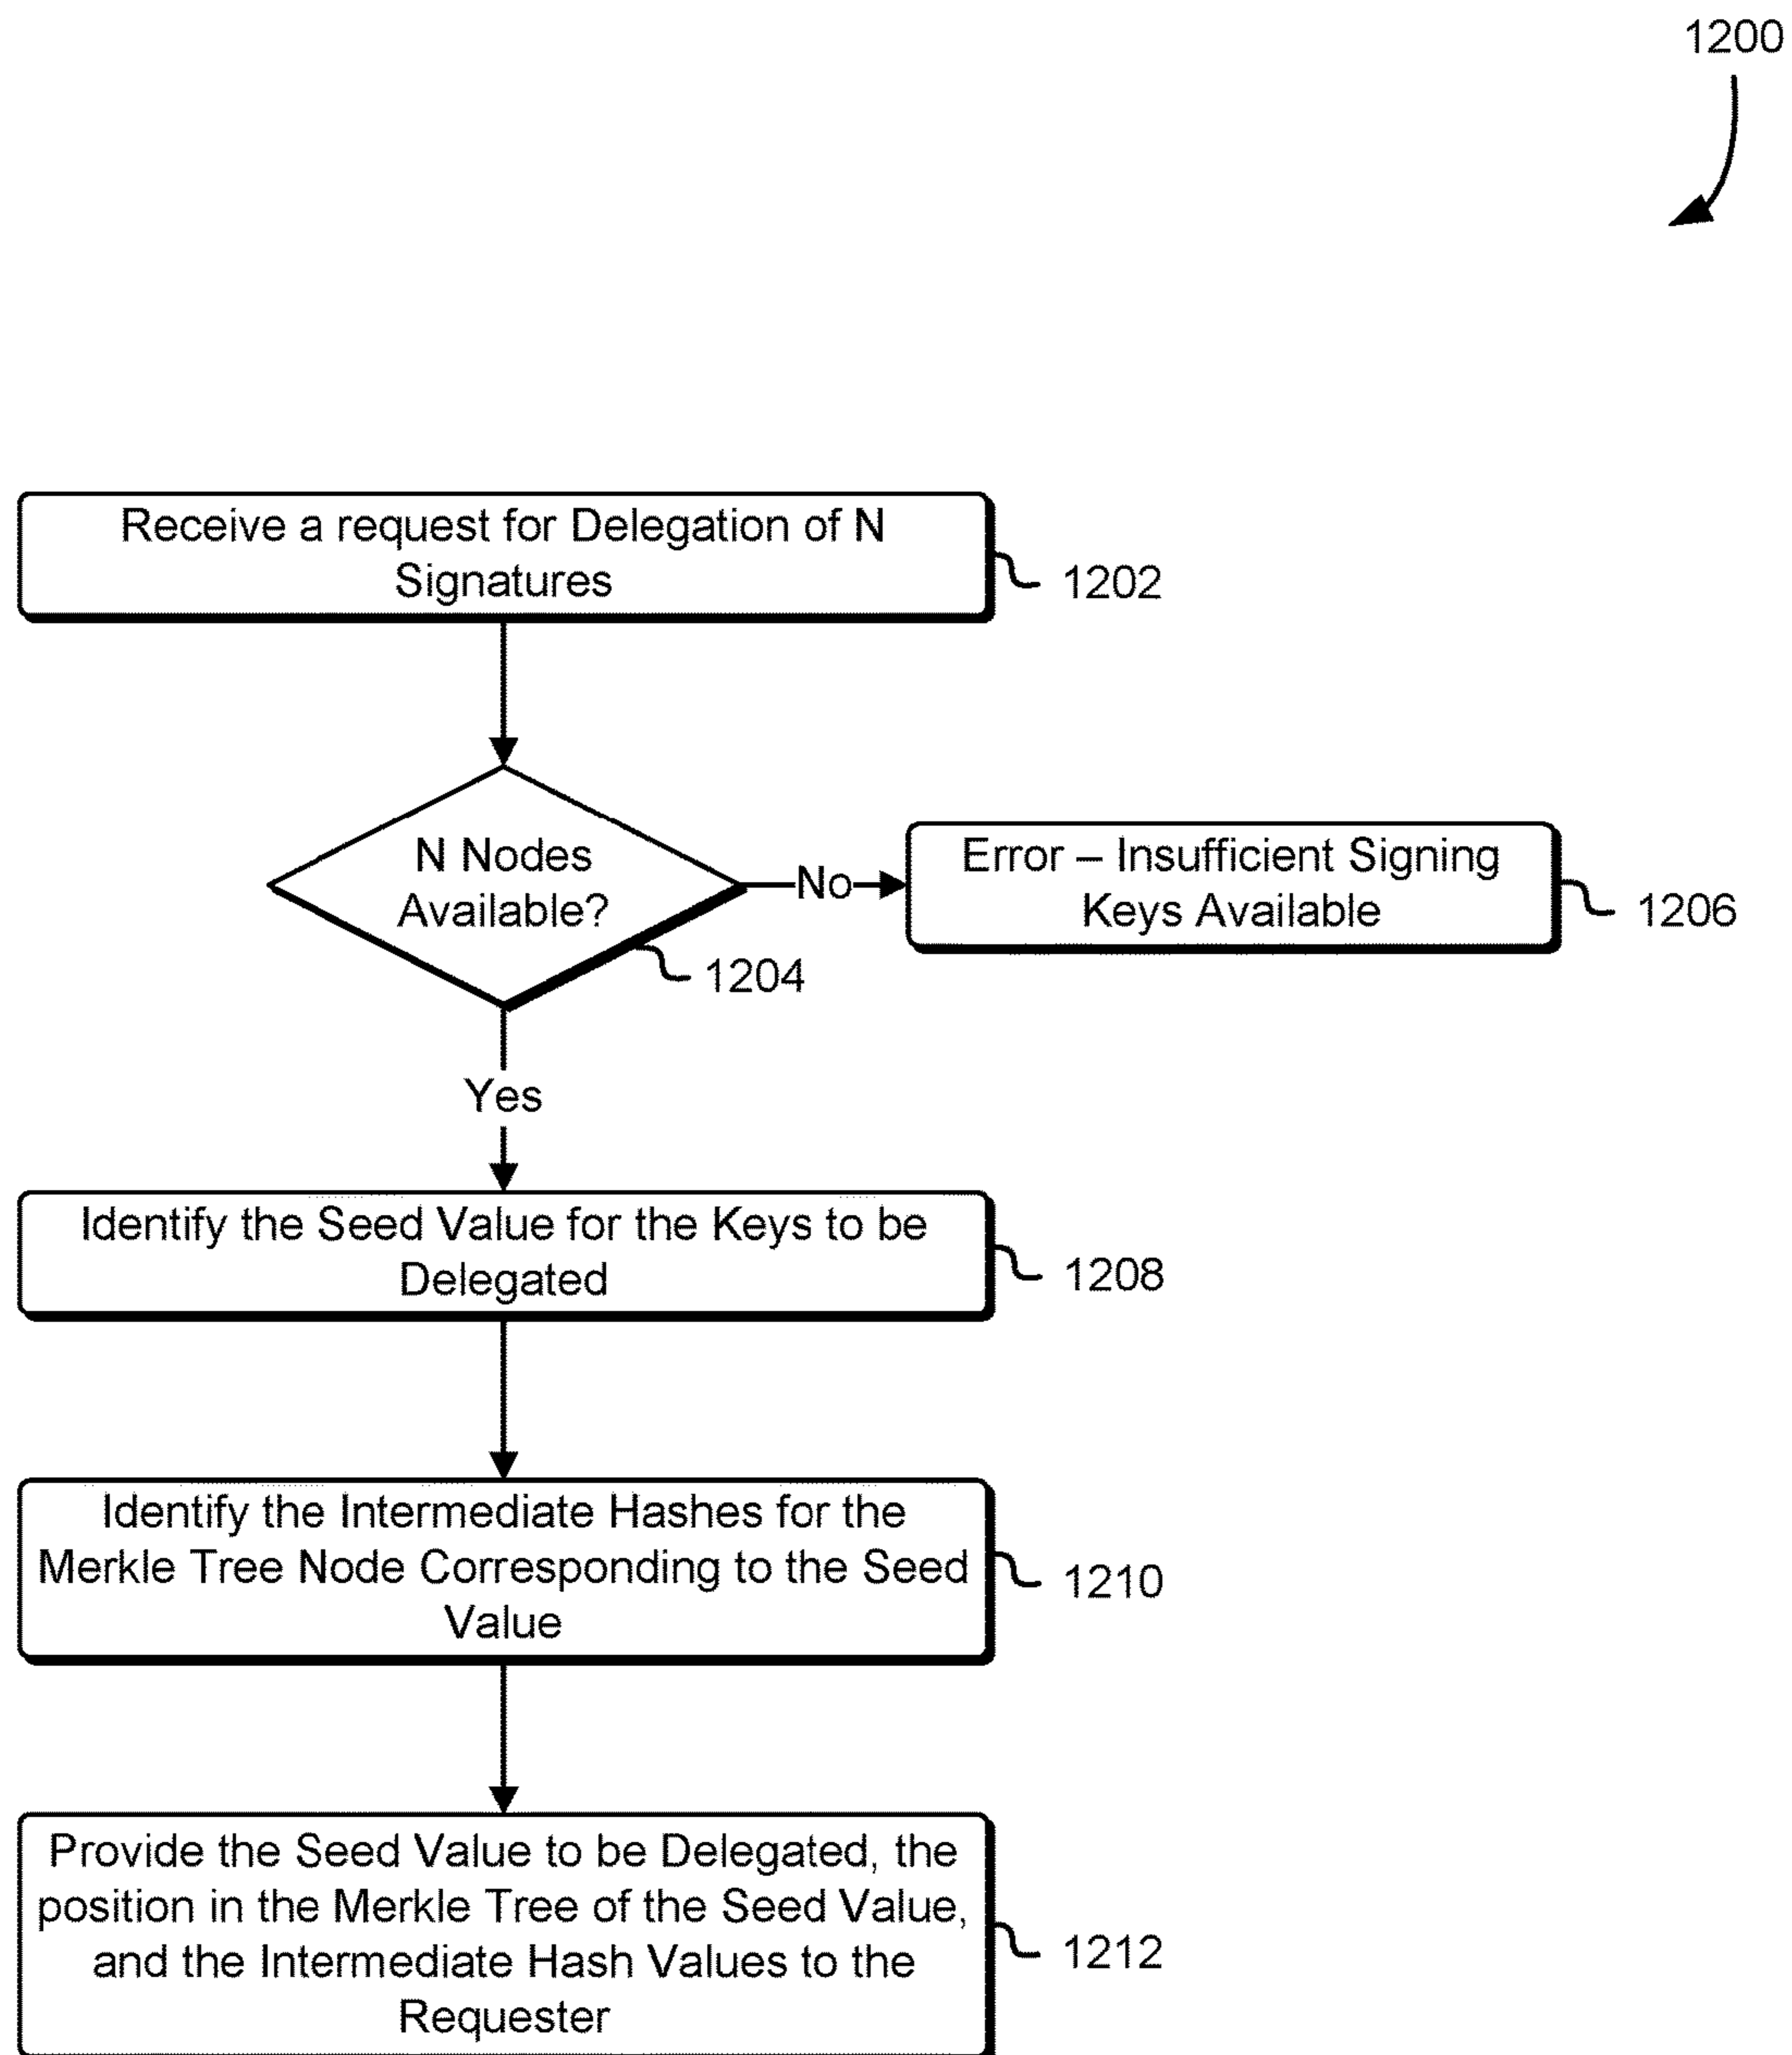 1200
Receive a request for Delegation of N
Signatures
1202
N Nodes
Available?
1204
No
Error – Insufficient Signing
Keys Available
1206
Yes
Identify the Seed Value for the Keys to be
Delegated
1208
Identify the Intermediate Hashes for the
Merkle Tree Node Corresponding to the Seed
Value
1210
Provide the Seed Value to be Delegated, the
position in the Merkle Tree of the Seed Value,
and the Intermediate Hash Values to the
Requester
1212